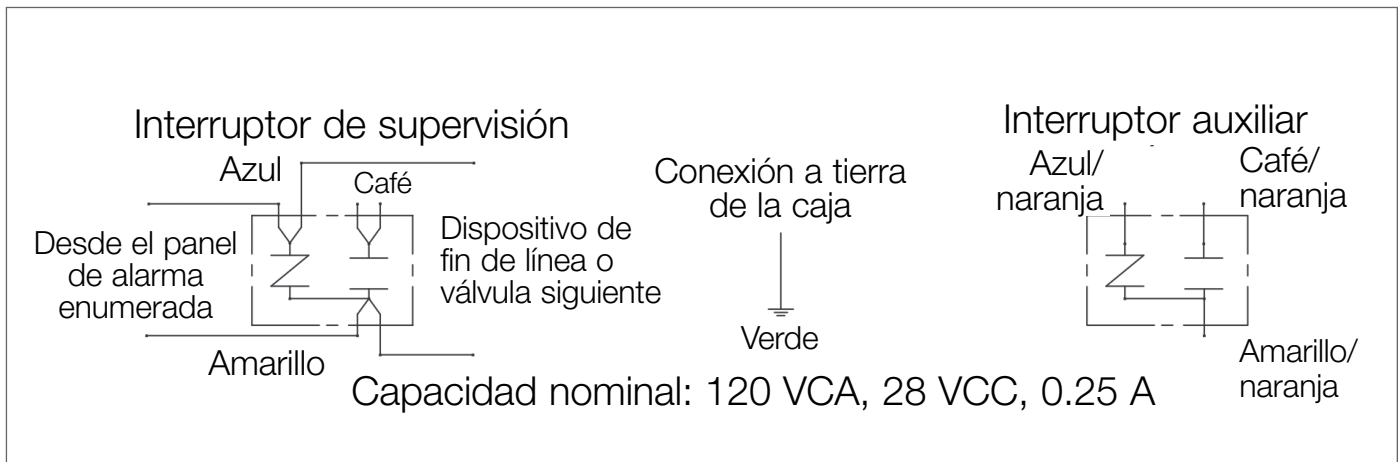 Interruptor de supervisión
Azul
Café
Desde el panel
de alarma
enumerada
Dispositivo de
fin de línea o
válvula siguiente
Amarillo
Conexión a tierra
de la caja
Verde
Interruptor auxiliar
Azul/
naranja
Café/
naranja
Amarillo/
naranja
Capacidad nominal: 120 VCA, 28 VCC, 0.25 A